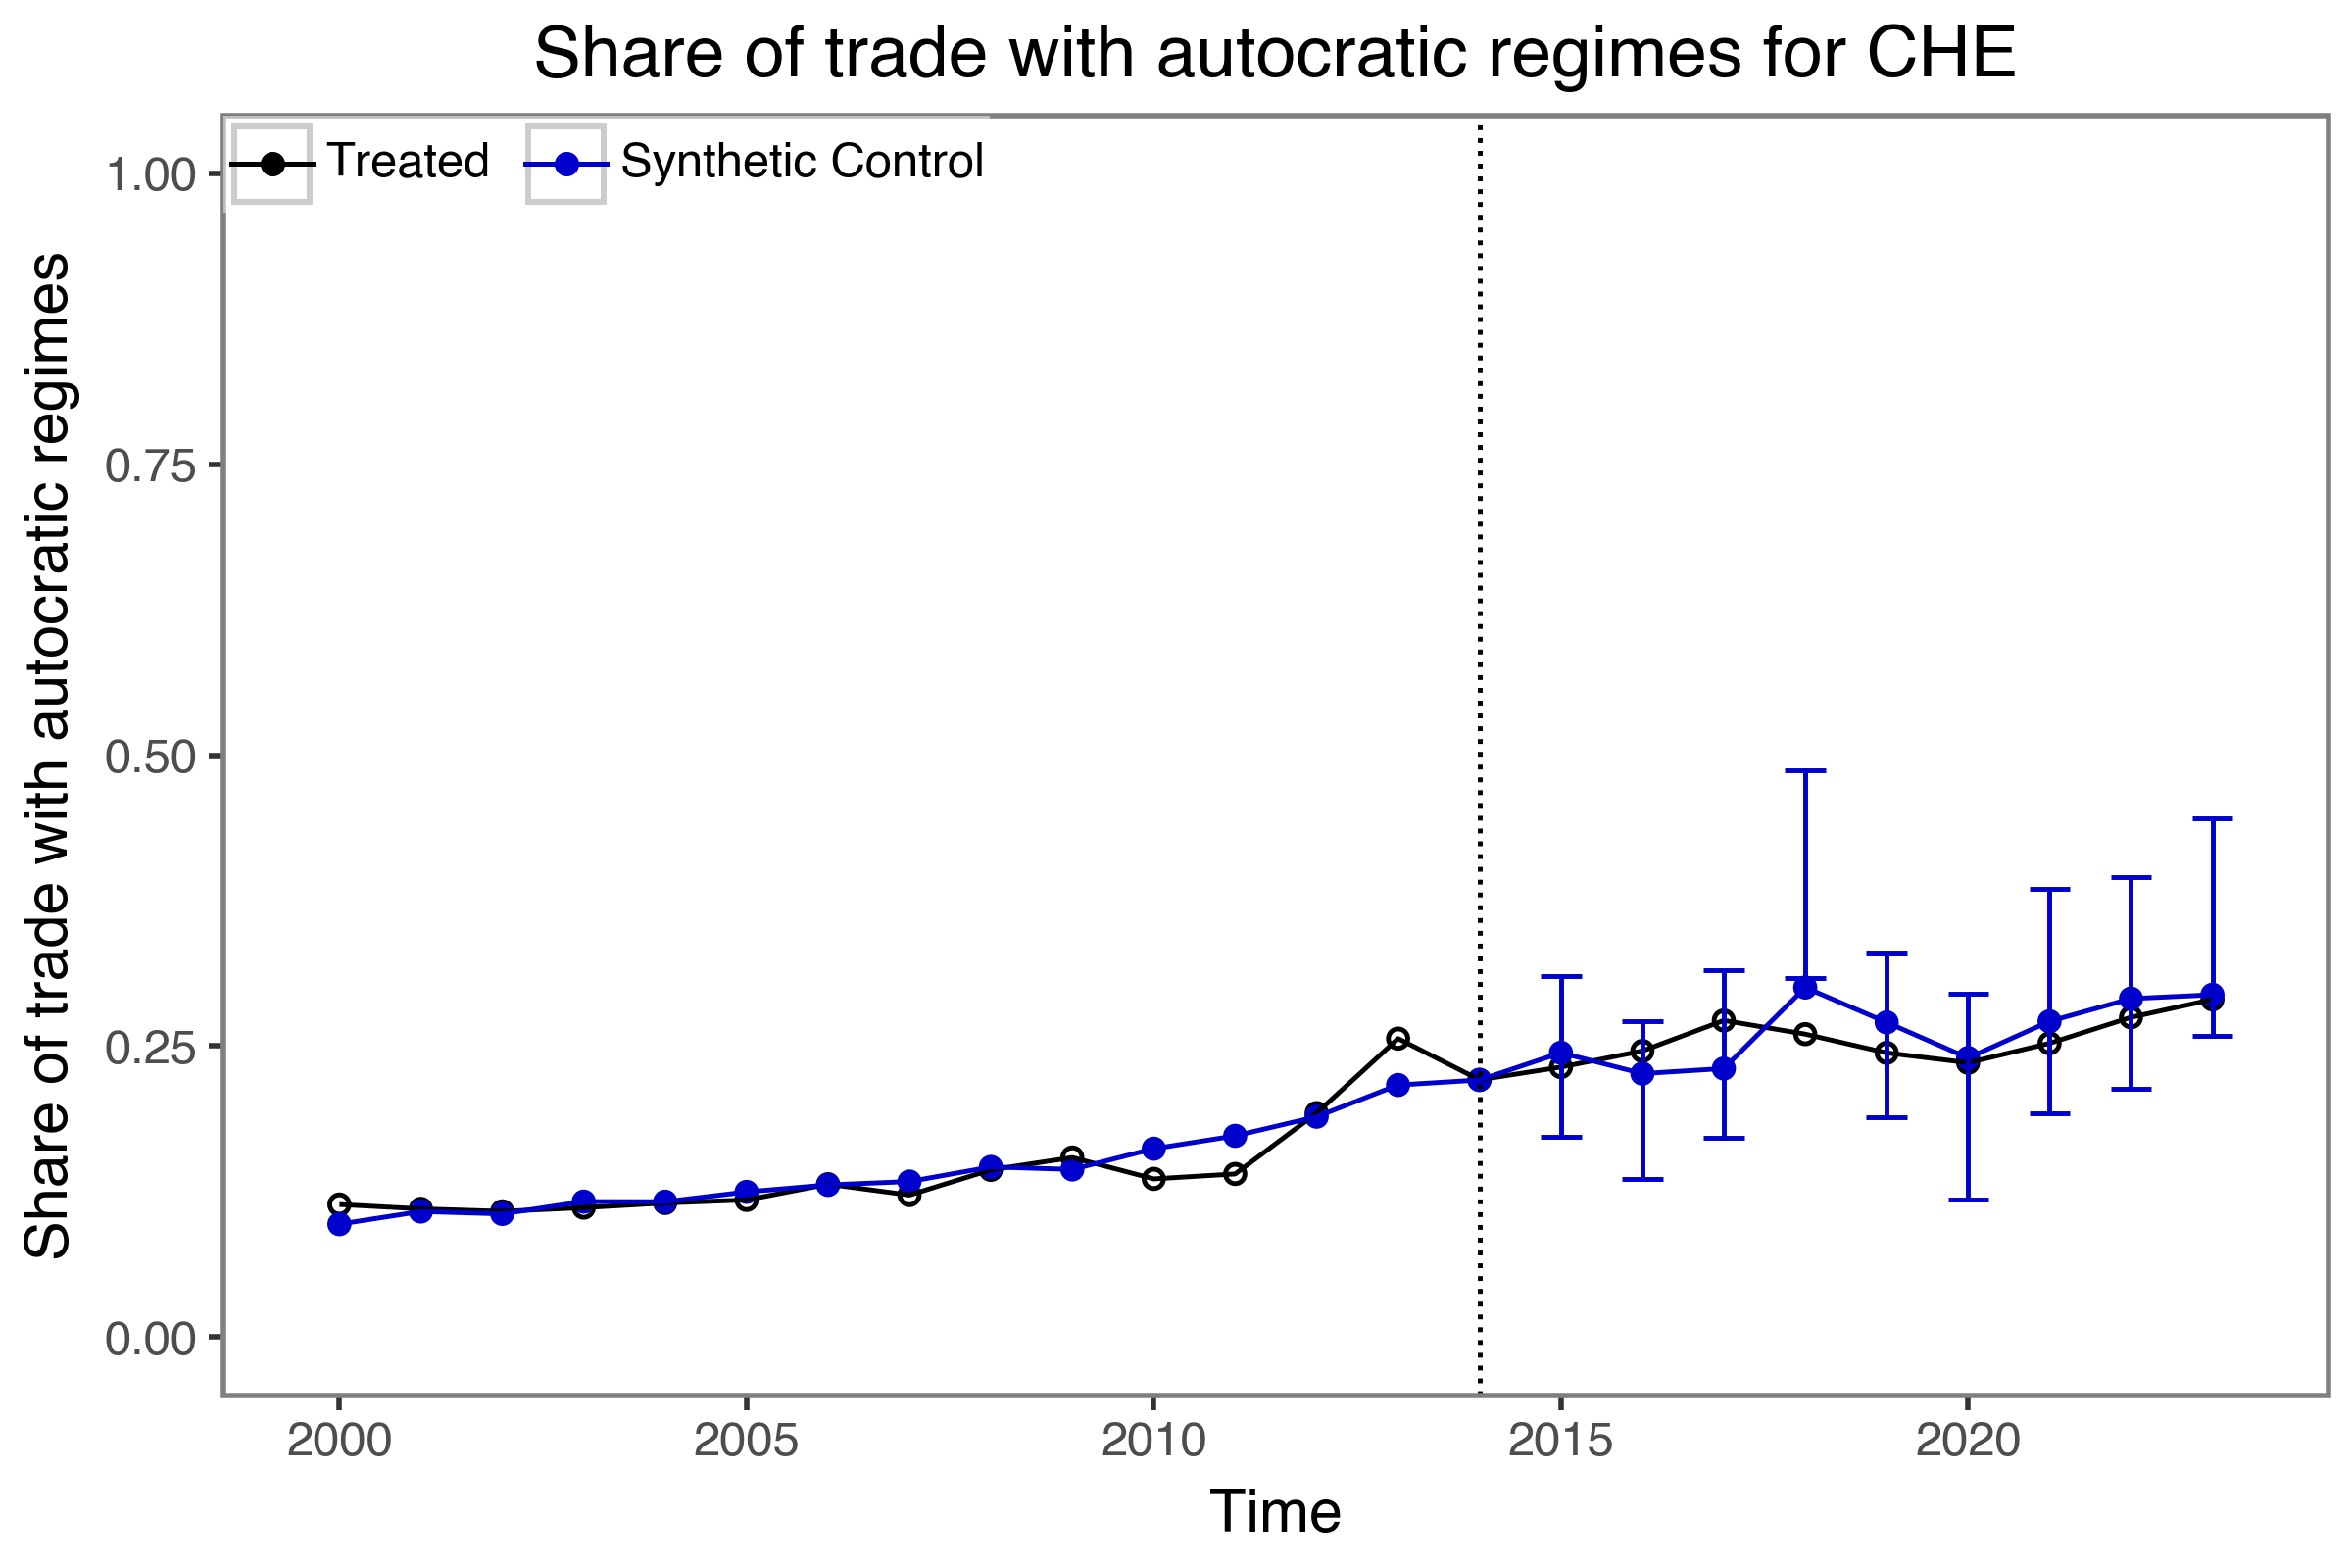 Share of trade with autocratic regimes for CHE
Treated
Synthetic Control
Share of trade with autocratic regimes
1.00
0.75
0.50
0.25
0.00
2000
2005
2010
2015
2020
Time